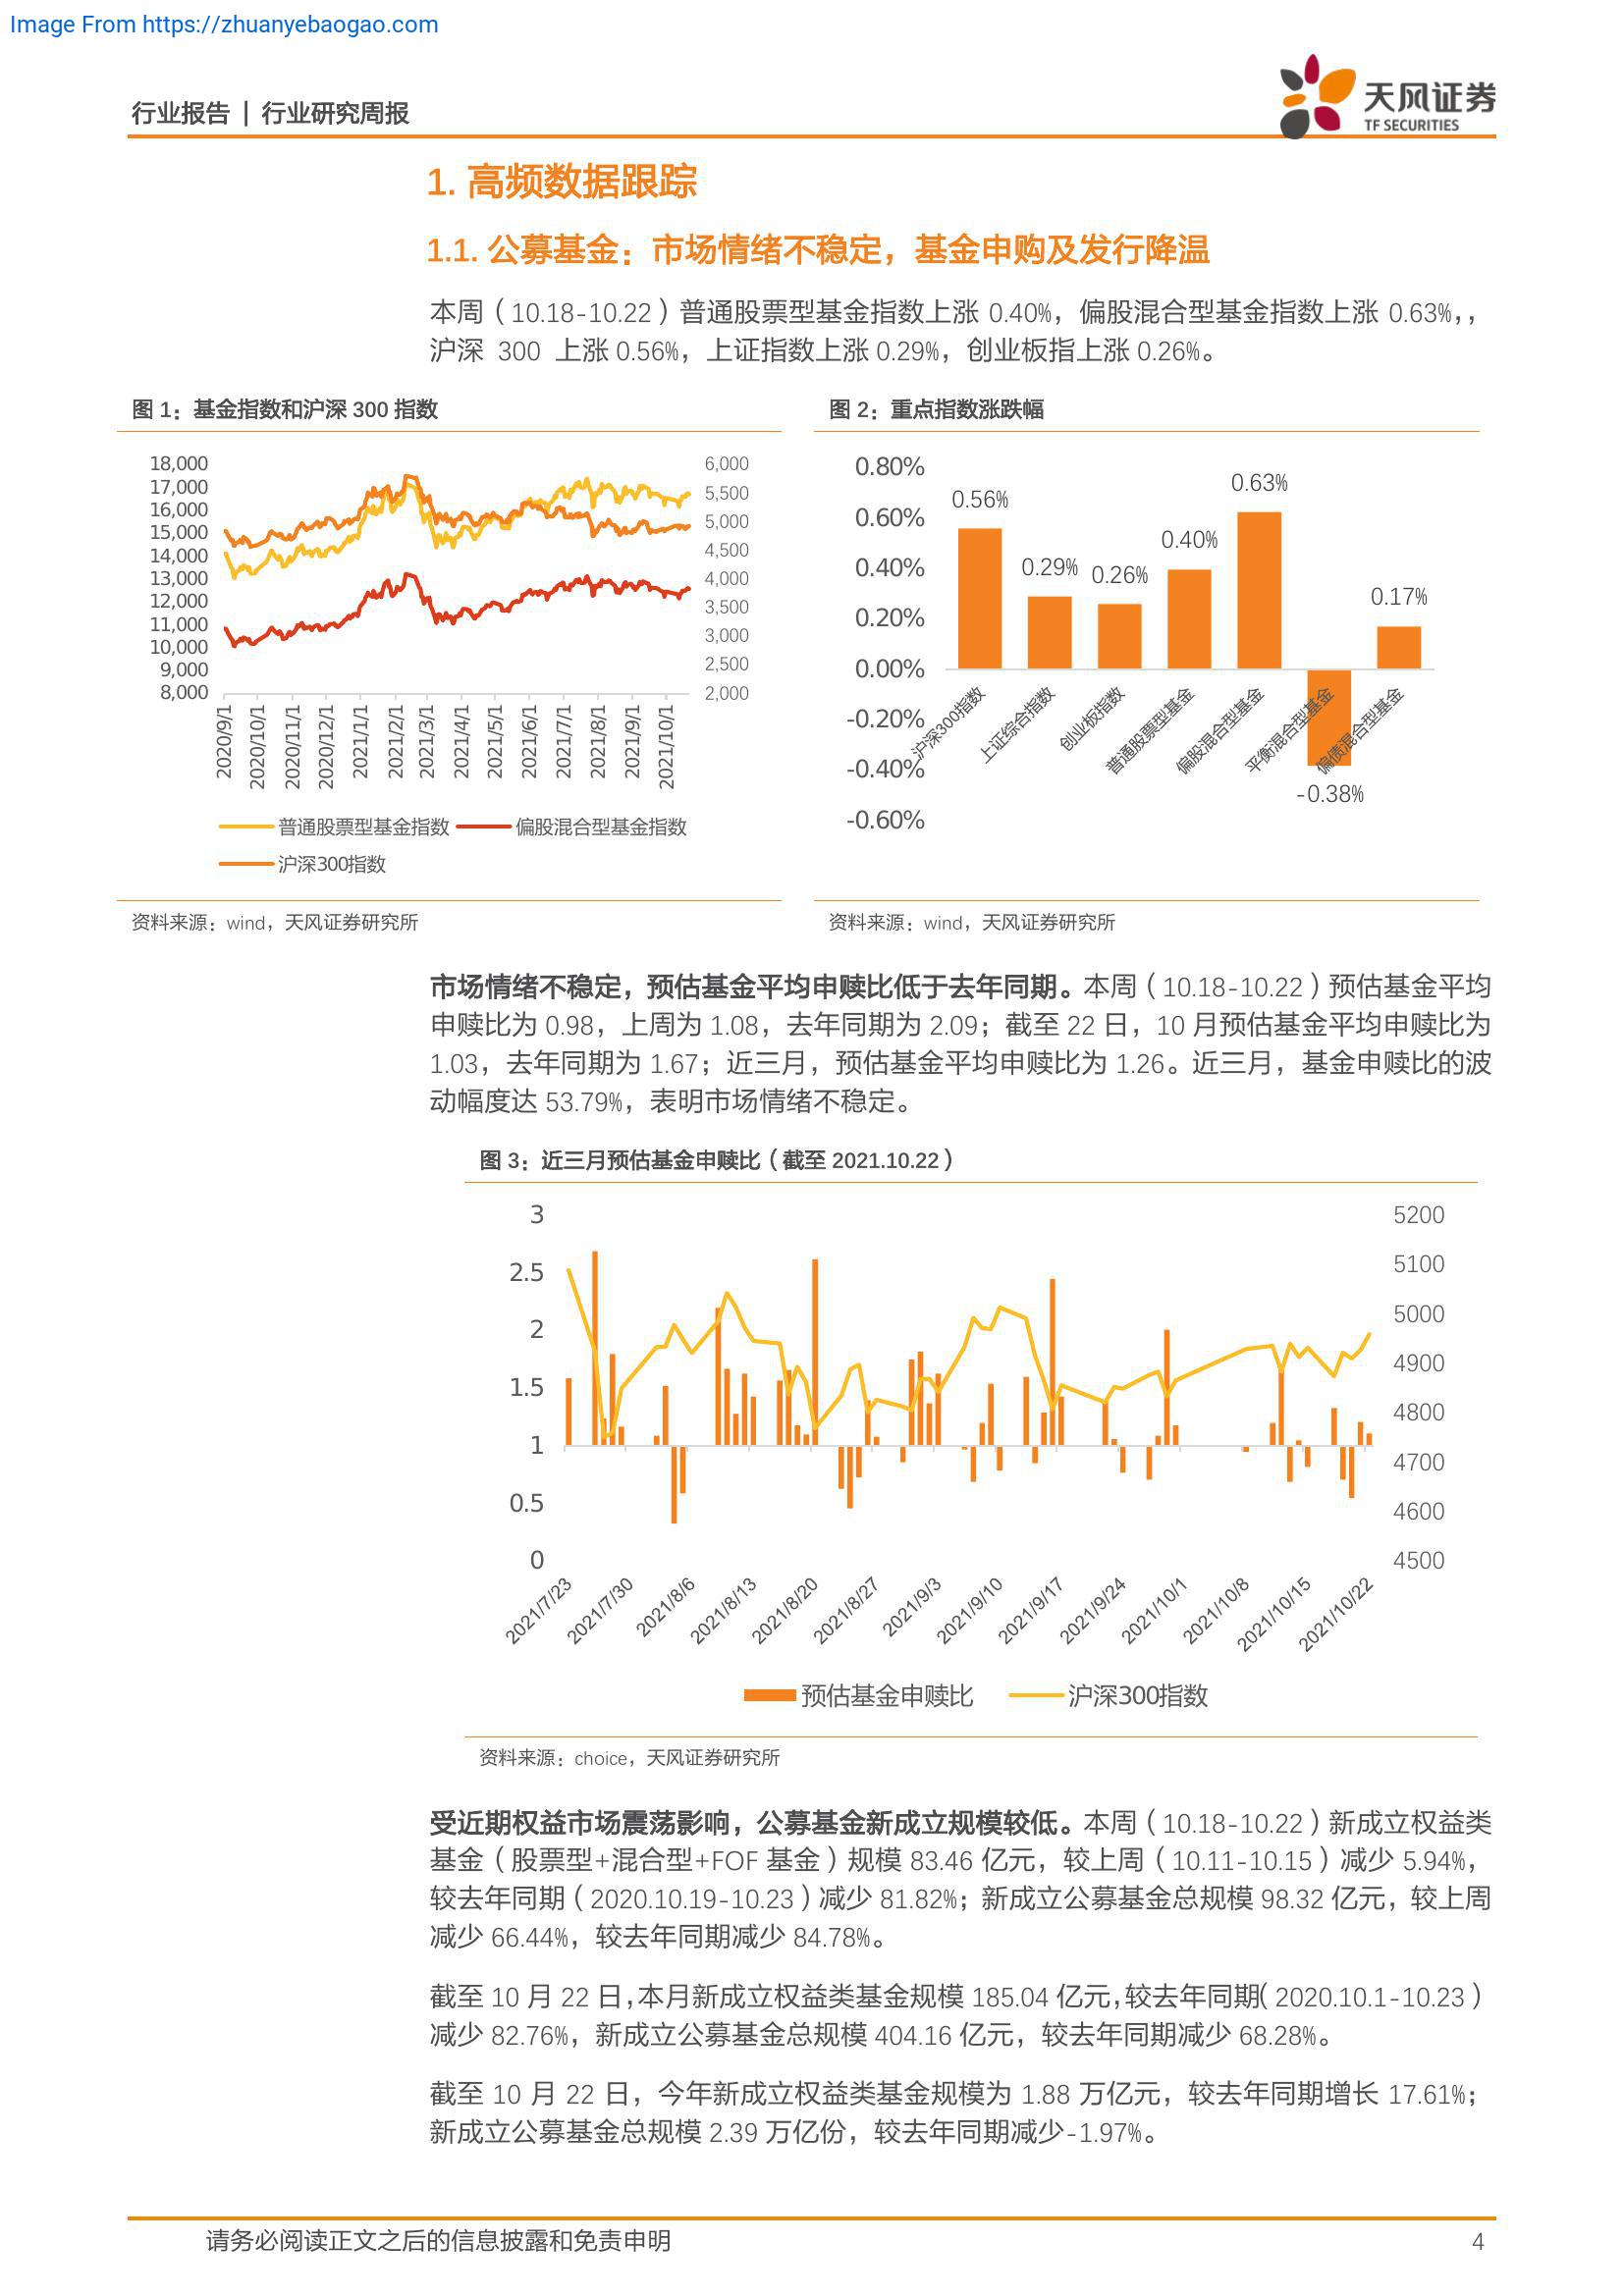 Image From https://zhuanyebaogao.com
行业报告 | 行业研究周报
天风证券
TF SECURITIES
1. 高频数据跟踪
1.1. 公募基金：市场情绪不稳定，基金申购及发行降温
本周（10.18-10.22）普通股票型基金指数上涨 0.40%，偏股混合型基金指数上涨 0.63%,，
沪深 300 上涨 0.56%，上证指数上涨 0.29%，创业板指上涨 0.26%。
图 1：基金指数和沪深 300 指数
18,000
17,000
16,000
15,000
14,000
13,000
12,000
11,000
10,000
9,000
8,000
6,000
5,500
5,000
4,500
4,000
3,500
3,000
2,500
2,000
2020/9/1
2020/10/1
2020/11/1
2020/12/1
2021/1/1
2021/2/1
2021/3/1
2021/4/1
2021/5/1
2021/6/1
2021/7/1
2021/8/1
2021/9/1
2021/10/1
普通股票型基金指数
偏股混合型基金指数
沪深300指数
资料来源：wind，天风证券研究所
图 2：重点指数涨跌幅
0.80%
0.60%
0.40%
0.20%
0.00%
-0.20%
-0.40%
-0.60%
0.56%
0.29%
0.26%
0.40%
0.63%
-0.38%
0.17%
沪深300指数
上证综合指数
创业板指数
普通股票型基金
偏股混合型基金
平衡混合型基金
偏债混合型基金
资料来源：wind，天风证券研究所
市场情绪不稳定，预估基金平均申赎比低于去年同期。本周（10.18-10.22）预估基金平均
申赎比为 0.98，上周为 1.08，去年同期为 2.09；截至 22 日，10 月预估基金平均申赎比为
1.03，去年同期为 1.67；近三月，预估基金平均申赎比为 1.26。近三月，基金申赎比的波
动幅度达 53.79%，表明市场情绪不稳定。
图 3：近三月预估基金申赎比（截至 2021.10.22）
3
2.5
2
1.5
1
0.5
0
5200
5100
5000
4900
4800
4700
4600
4500
2021/7/23
2021/7/30
2021/8/6
2021/8/13
2021/8/20
2021/8/27
2021/9/3
2021/9/10
2021/9/17
2021/9/24
2021/10/1
2021/10/8
2021/10/15
2021/10/22
预估基金申赎比
沪深300指数
资料来源：choice，天风证券研究所
受近期权益市场震荡影响，公募基金新成立规模较低。本周（10.18-10.22）新成立权益类
基金（股票型+混合型+FOF 基金）规模 83.46 亿元，较上周（10.11-10.15）减少 5.94%，
较去年同期（2020.10.19-10.23）减少 81.82%；新成立公募基金总规模 98.32 亿元，较上周
减少 66.44%，较去年同期减少 84.78%。
截至 10 月 22 日，本月新成立权益类基金规模 185.04 亿元，较去年同期（2020.10.1-10.23）
减少 82.76%，新成立公募基金总规模 404.16 亿元，较去年同期减少 68.28%。
截至 10 月 22 日，今年新成立权益类基金规模为 1.88 万亿元，较去年同期增长 17.61%；
新成立公募基金总规模 2.39 万亿份，较去年同期减少-1.97%。
请务必阅读正文之后的信息披露和免责申明
4